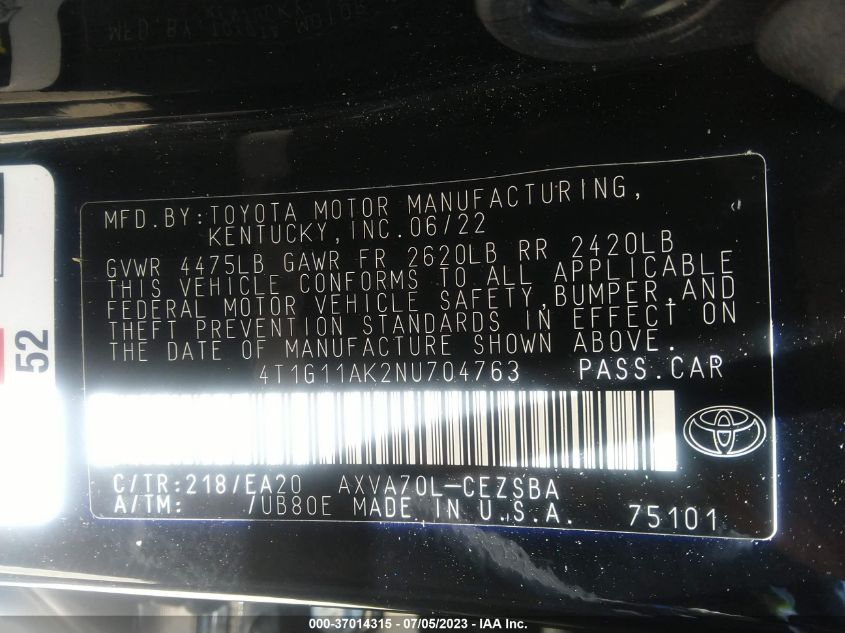 MFD.BY:TOYOTA MOTOR MANUFACTURING,
KENTUCKY,INC.06/22
GVWR 4475LB GAWR FR 2620LB RR 2420LB
THIS VEHICLE CONFORMS TO ALL APPLICABLE
FEDERAL MOTOR VEHICLE SAFETY,BUMPER,AND
THEFT PREVENTION STANDARDS IN EFFECT ON
THE DATE OF MANUFACTURE SHOWN ABOVE.
4T1G11AK2NU704763 PASS.CAR
C/TR:218/EA20 AXVA70L-CEZSBA
A/TM: /UB80E MADE IN U.S.A. 75101
52
000-37014315 - 07/05/2023 - IAA Inc.